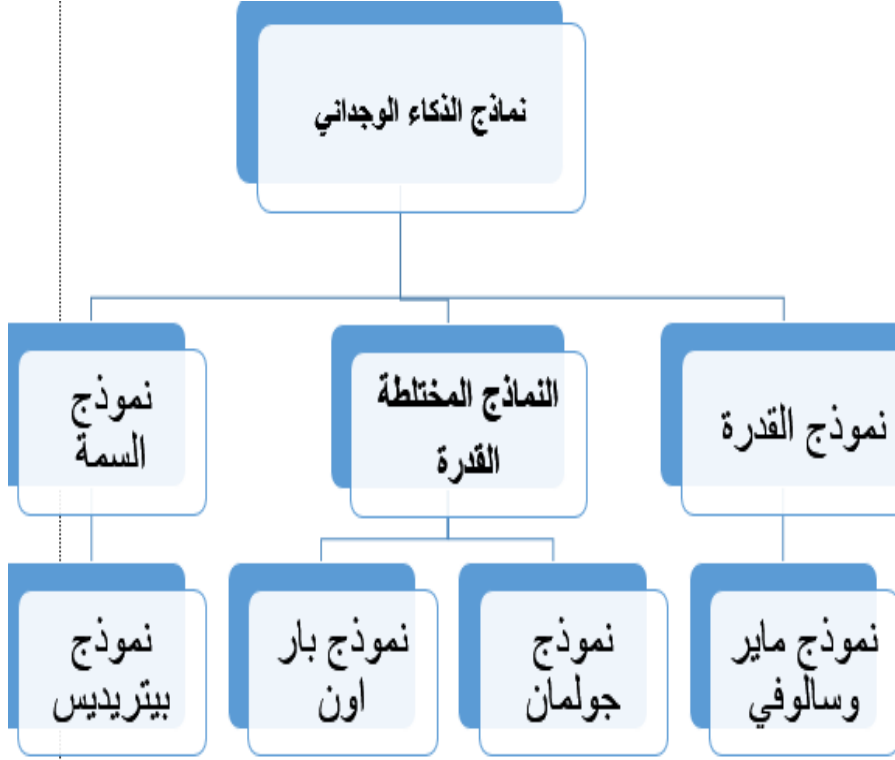 نماذج الذكاء الوجداني
نموذج القدرة
النماذج المختلطة
القدرة
نموذج
السمة
نموذج ماير
وسالوفي
نموذج
جولمان
نموذج بار
اون
نموذج
بيتريديس